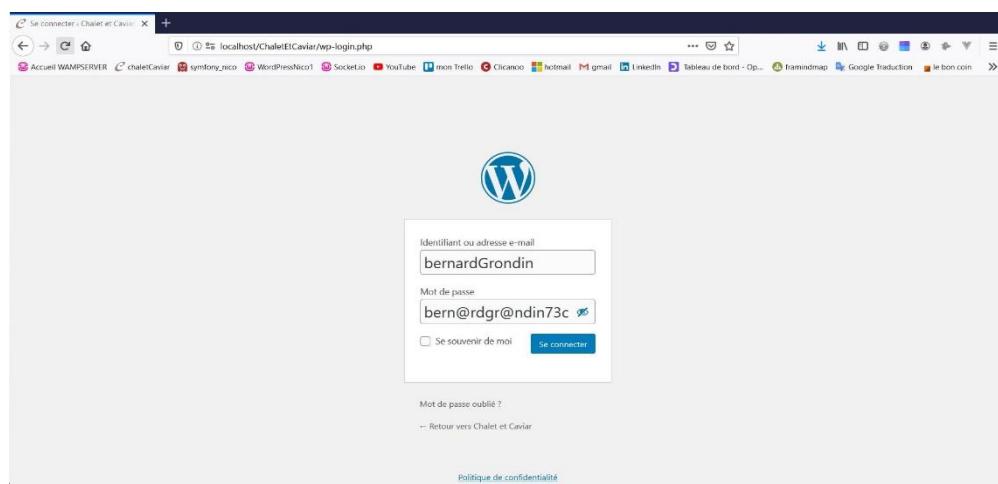 Se connecter ‹ Chalet et Caviar
localhost/ChaletEtCaviar/wp-login.php
Accueil WAMPSERVER chaletCaviar symfony_nico WordPressNico1 Socket.io YouTube mon Trello Clicanoo hotmail gmail LinkedIn Tableau de bord - Op... framindmap Google Traduction le bon coin
Identifiant ou adresse e-mail
bernardGrondin
Mot de passe
bern@rdgr@ndin73c
Se souvenir de moi Se connecter
Mot de passe oublié ?
← Retour vers Chalet et Caviar
Politique de confidentialité